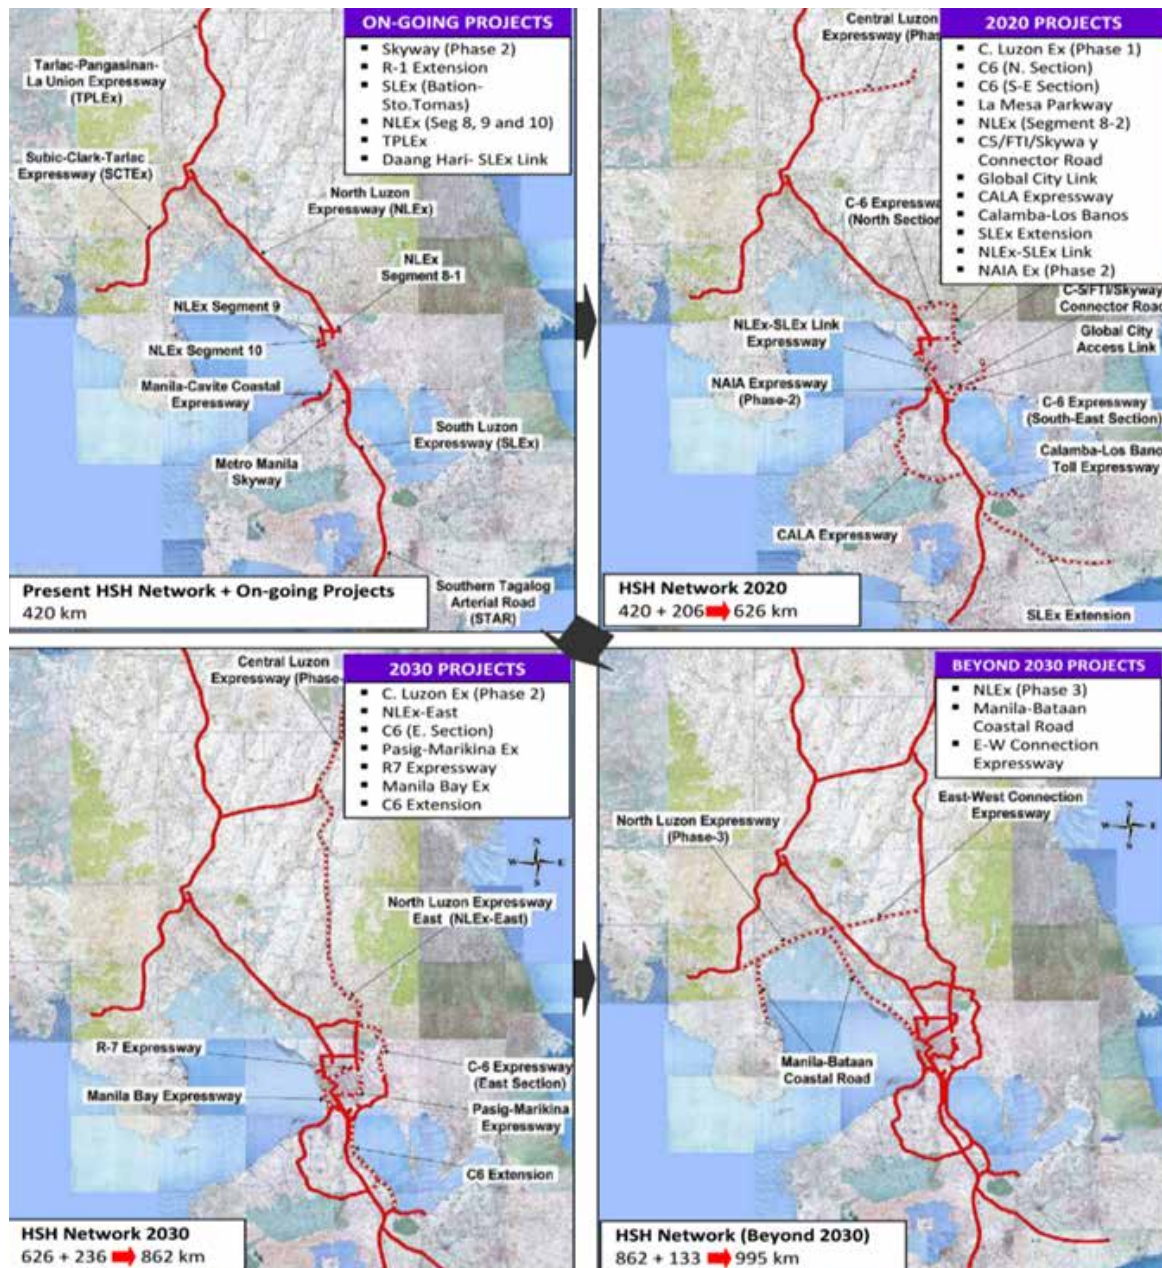 ON-GOING PROJECTS
▪ Skyway (Phase 2)
▪ R-1 Extension
▪ SLEx (Bation-
Sto.Tomas)
▪ NLEx (Seg 8, 9 and 10)
▪ TPLEx
▪ Daang Hari- SLEx Link
Tarlac-Pangasinan-
La Union Expressway
(TPLEx)
Subic-Clark-Tarlac
Expressway (SCTEx)
North Luzon
Expressway (NLEx)
NLEx
Segment 8-1
NLEx Segment 9
NLEx Segment 10
Manila-Cavite Coastal
Expressway
South Luzon
Expressway (SLEx)
Metro Manila
Skyway
Southern Tagalog
Arterial Road
(STAR)
Present HSH Network + On-going Projects
420 km
2020 PROJECTS
▪ C. Luzon Ex (Phase 1)
▪ C6 (N. Section)
▪ C6 (S-E Section)
▪ La Mesa Parkway
▪ NLEx (Segment 8-2)
▪ C5/FTI/Skywa y
Connector Road
▪ Global City Link
▪ CALA Expressway
▪ Calamba-Los Banos
▪ SLEx Extension
▪ NLEx-SLEx Link
▪ NAIA Ex (Phase 2)
Central Luzon
Expressway (Phas
C-6 Expressw
(North Section
C-5/FTI/Skyway
Connector Road
NLEx-SLEx Link
Expressway
Global City
Access Link
NAIA Expressway
(Phase-2)
C-6 Expressway
(South-East Section)
Calamba-Los Bano
Toll Expressway
CALA Expressway
SLEx Extension
HSH Network 2020
420 + 206 ➡ 626 km
2030 PROJECTS
▪ C. Luzon Ex (Phase 2)
▪ NLEx-East
▪ C6 (E. Section)
▪ Pasig-Marikina Ex
▪ R7 Expressway
▪ Manila Bay Ex
▪ C6 Extension
Central Luzon
Expressway (Phase-
N
W E
S
North Luzon Expressway
East (NLEx-East)
R-7 Expressway
C-6 Expressway
(East Section)
Manila Bay Expressway
Pasig-Marikina
Expressway
C6 Extension
HSH Network 2030
626 + 236 ➡ 862 km
BEYOND 2030 PROJECTS
▪ NLEx (Phase 3)
▪ Manila-Bataan
Coastal Road
▪ E-W Connection
Expressway
East-West Connection
Expressway
North Luzon Expressway
(Phase-3)
N
W E
S
Manila-Bataan
Coastal Road
HSH Network (Beyond 2030)
862 + 133 ➡ 995 km